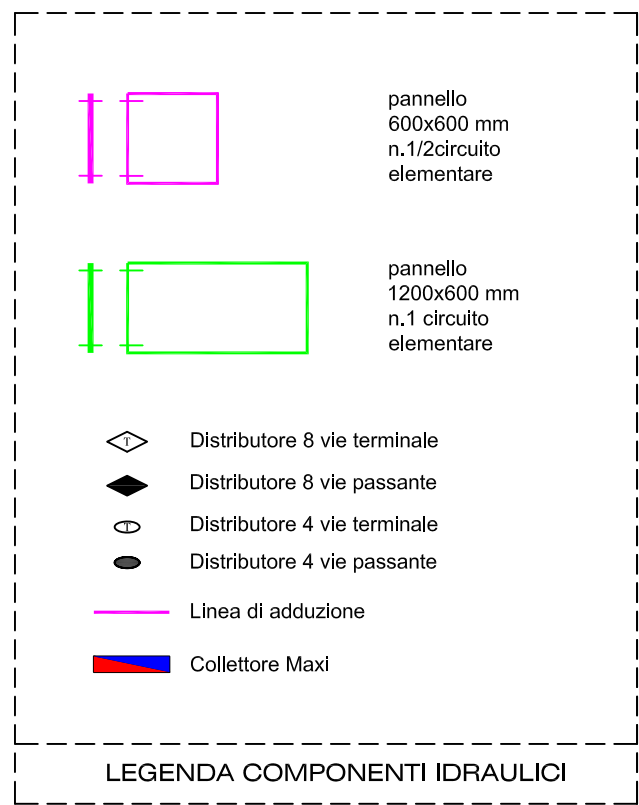 pannello
600x600 mm
n.1/2circuito
elementare
pannello
1200x600 mm
n.1 circuito
elementare
T Distributore 8 vie terminale
Distributore 8 vie passante
T Distributore 4 vie terminale
Distributore 4 vie passante
Linea di adduzione
Collettore Maxi
LEGENDA COMPONENTI IDRAULICI